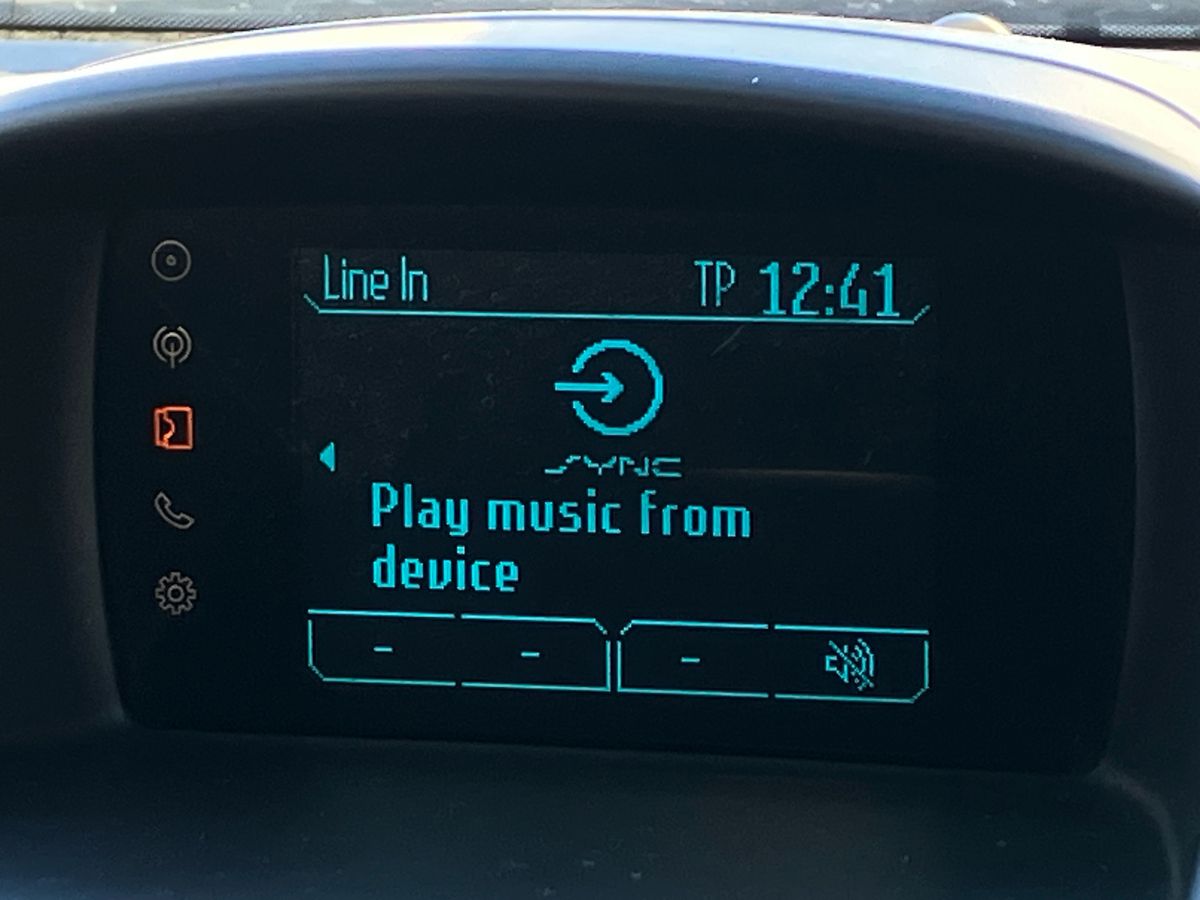 Line In
TP 12:41
SYNC
Play music from
device
- - -